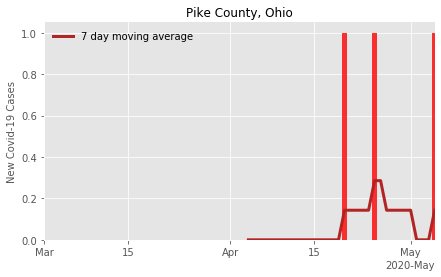 Pike County, Ohio
7 day moving average
New Covid-19 Cases
1.0
0.8
0.6
0.4
0.2
0.0
Mar 15 Apr 15 May
2020-May